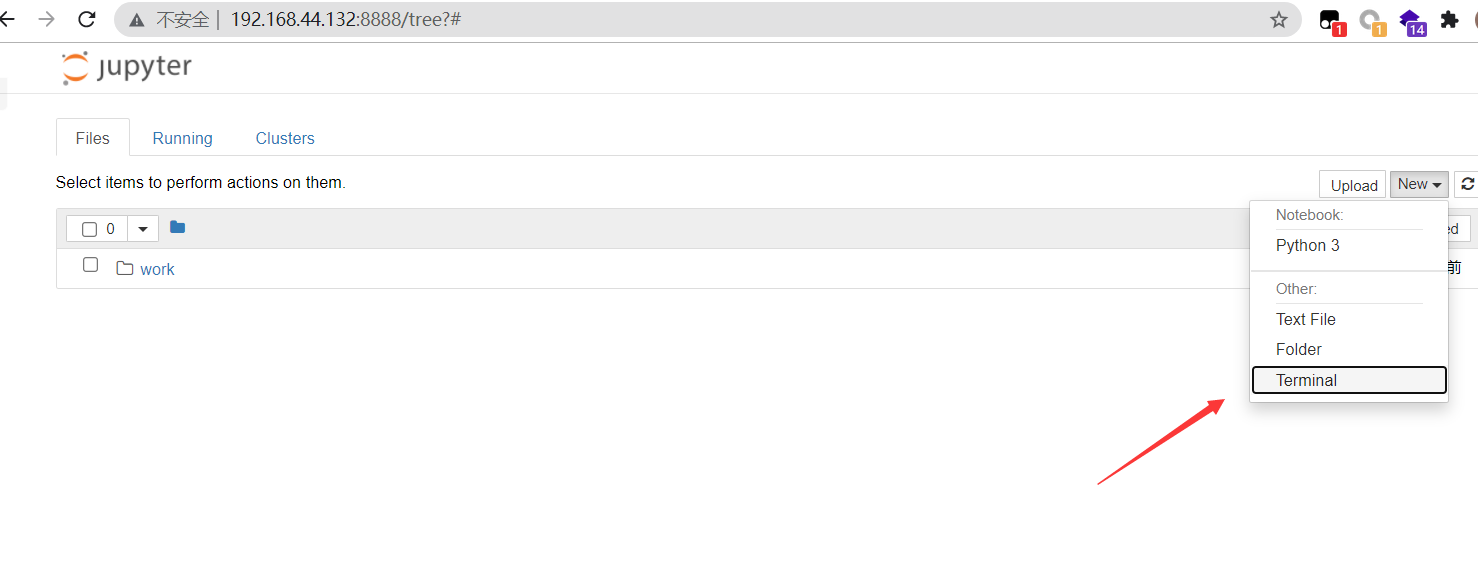 不安全 | 192.168.44.132:8888/tree?#
1 1 14
jupyter
Files Running Clusters
Select items to perform actions on them.
Upload New
0
Notebook:
ed
Python 3
work
前
Other:
Text File
Folder
Terminal